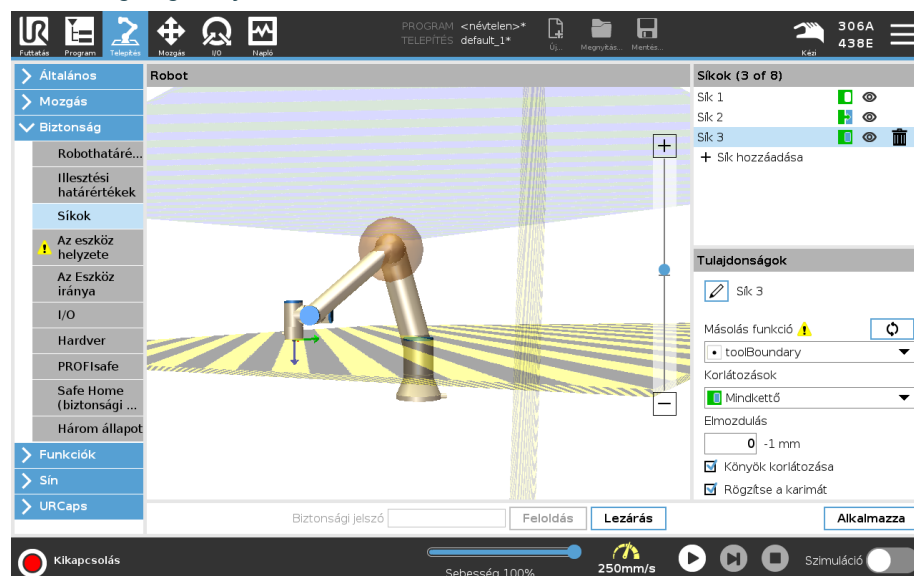 PROGRAM <névtelen>*
TELEPÍTÉS default_1*
306A
438E
Futtatás Program Telepítés Mozgás I/O Napló Új... Megnyitás... Mentés... Kézi
Általános
Mozgás
Biztonság
Robothatáré...
Illesztési
határértékek
Síkok
Az eszköz
helyzete
Az Eszköz
iránya
I/O
Hardver
PROFIsafe
Safe Home
(biztonsági ...
Három állapot
Funkciók
Sín
URCaps
Robot
Síkok (3 of 8)
Sík 1
Sík 2
Sík 3
+ Sík hozzáadása
Tulajdonságok
Sík 3
Másolás funkció
toolBoundary
Korlátozások
Mindkettő
Elmozdulás
0 -1 mm
Könyök korlátozása
Rögzítse a karimát
Biztonsági jelszó Feloldás Lezárás Alkalmazza
Kikapcsolás
Sebesség 100%
250mm/s
Szimuláció